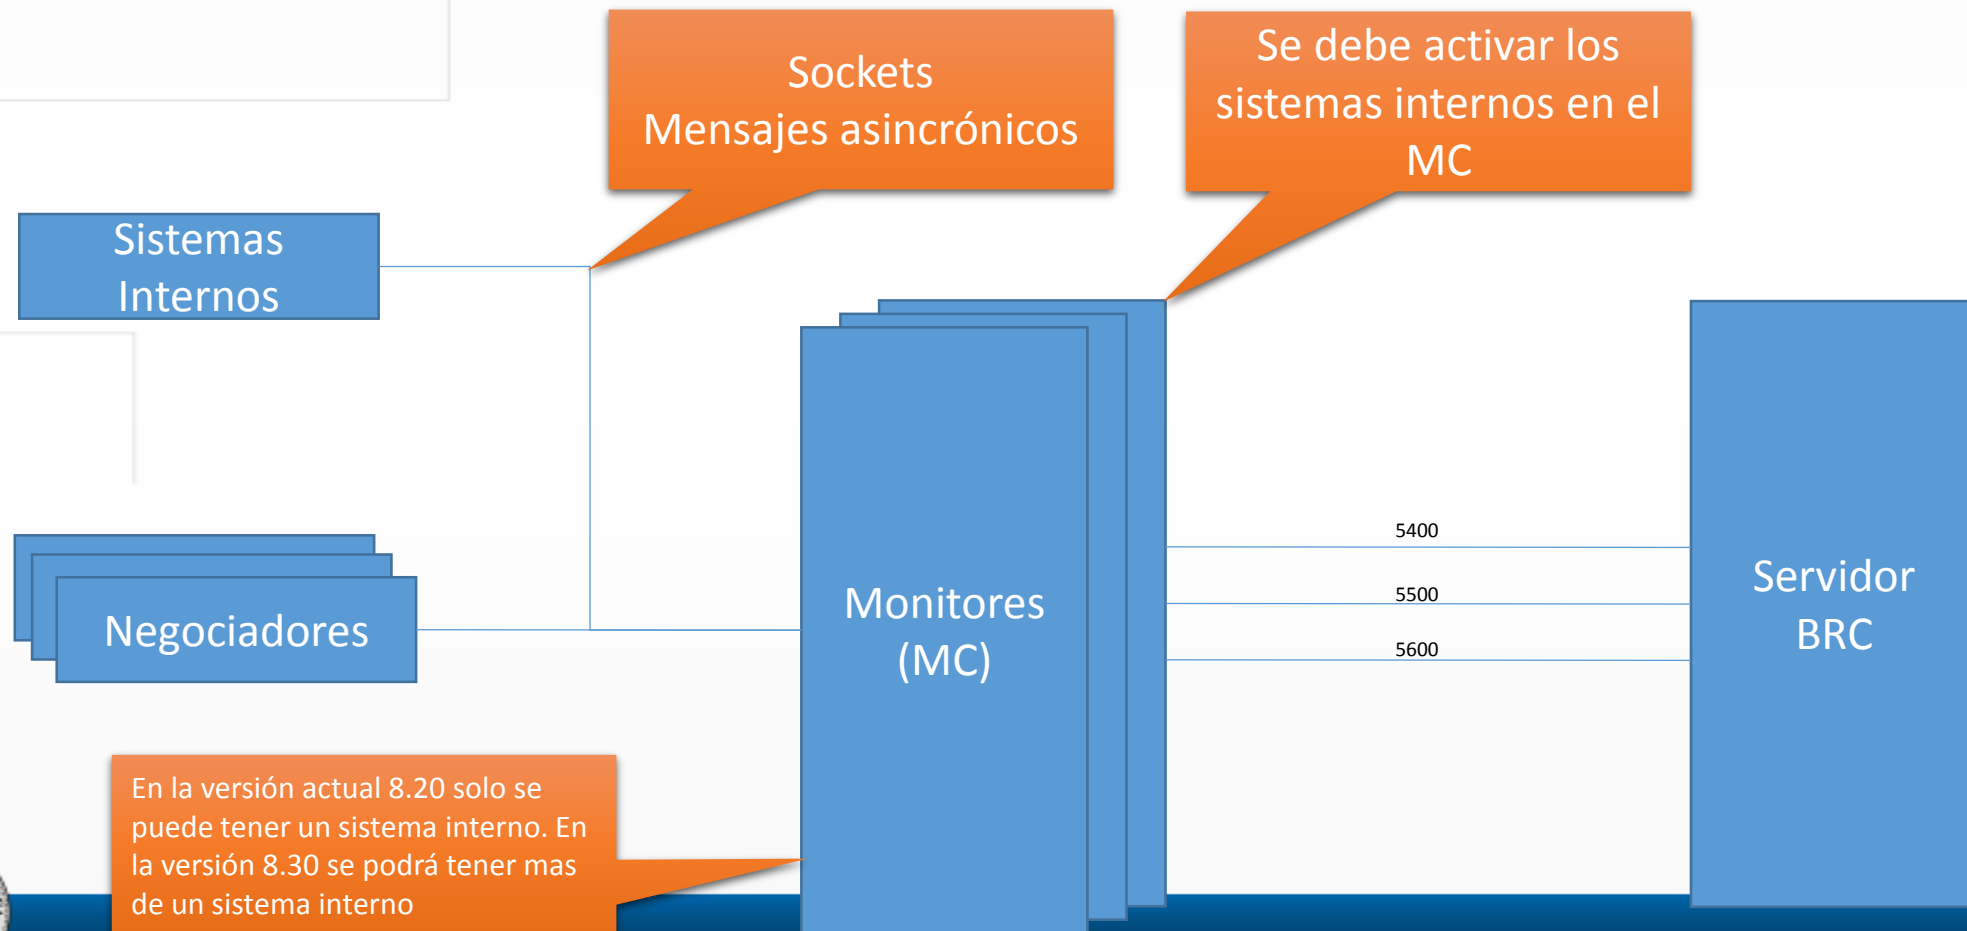 Sockets
Mensajes asincrónicos
Se debe activar los
sistemas internos en el
MC
Sistemas
Internos
Negociadores
Monitores
(MC)
5400
5500
5600
Servidor
BRC
En la versión actual 8.20 solo se
puede tener un sistema interno. En
la versión 8.30 se podrá tener mas
de un sistema interno